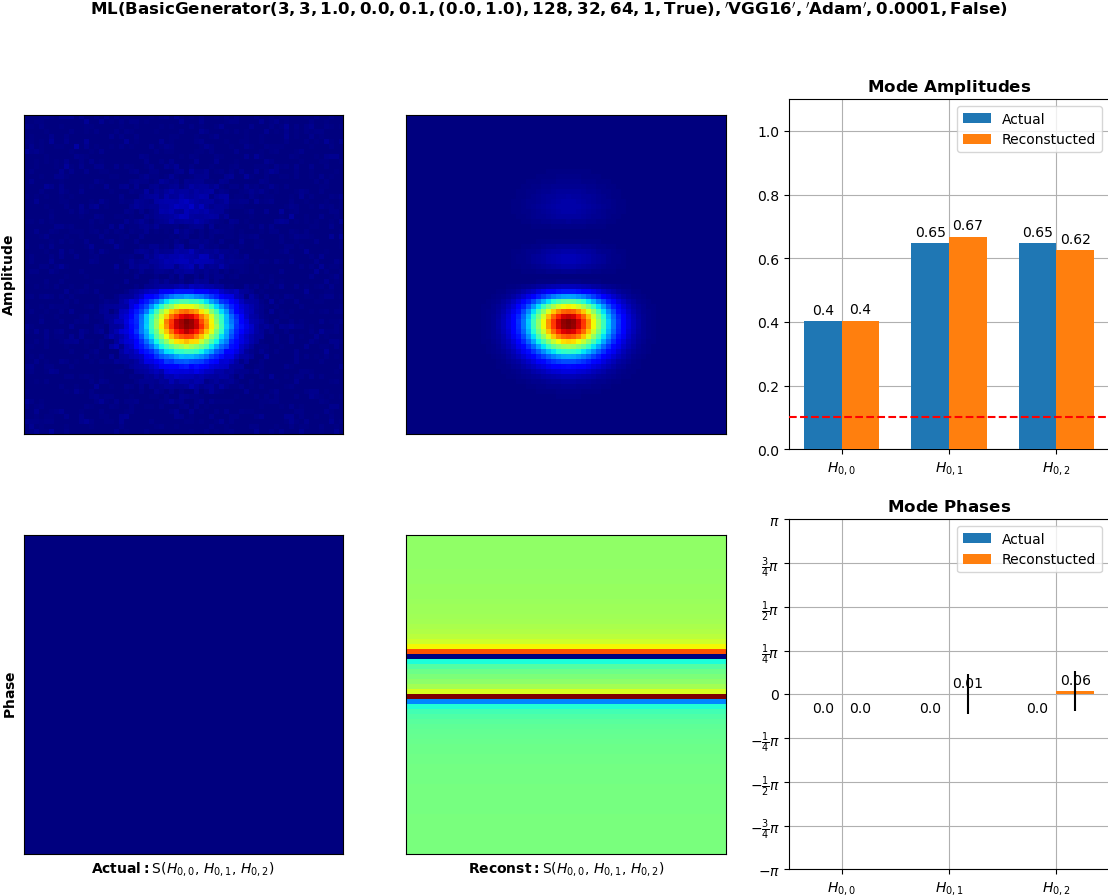 ML(BasicGenerator(3, 3, 1.0, 0.0, 0.1, (0.0, 1.0), 128, 32, 64, 1, True), ′VGG16′, ′Adam′, 0.0001, False)
Amplitude
Mode Amplitudes
Actual
Reconstucted
1.0
0.8
0.6
0.4
0.2
0.0
0.4
0.4
0.65
0.67
0.65
0.62
H₀,₀
H₀,₁
H₀,₂
Phase
Actual: S(H₀,₀, H₀,₁, H₀,₂)
Reconst: S(H₀,₀, H₀,₁, H₀,₂)
Mode Phases
Actual
Reconstucted
π
3/4π
1/2π
1/4π
0
−1/4π
−1/2π
−3/4π
−π
0.0
0.0
0.0
0.01
0.0
0.06
H₀,₀
H₀,₁
H₀,₂